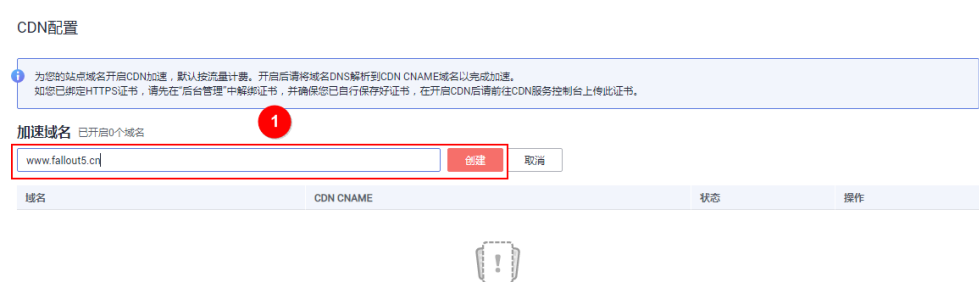 CDN配置
为您的站点域名开启CDN加速，默认按流量计费。开启后请将域名DNS解析到CDN CNAME域名以完成加速。
如您已绑定HTTPS证书，请先在“后台管理”中解绑证书，并确保您已自行保存好证书，在开启CDN后请前往CDN服务控制台上传此证书。
1
加速域名 已开启0个域名
www.fallout5.cn 创建 取消
域名 CDN CNAME 状态 操作